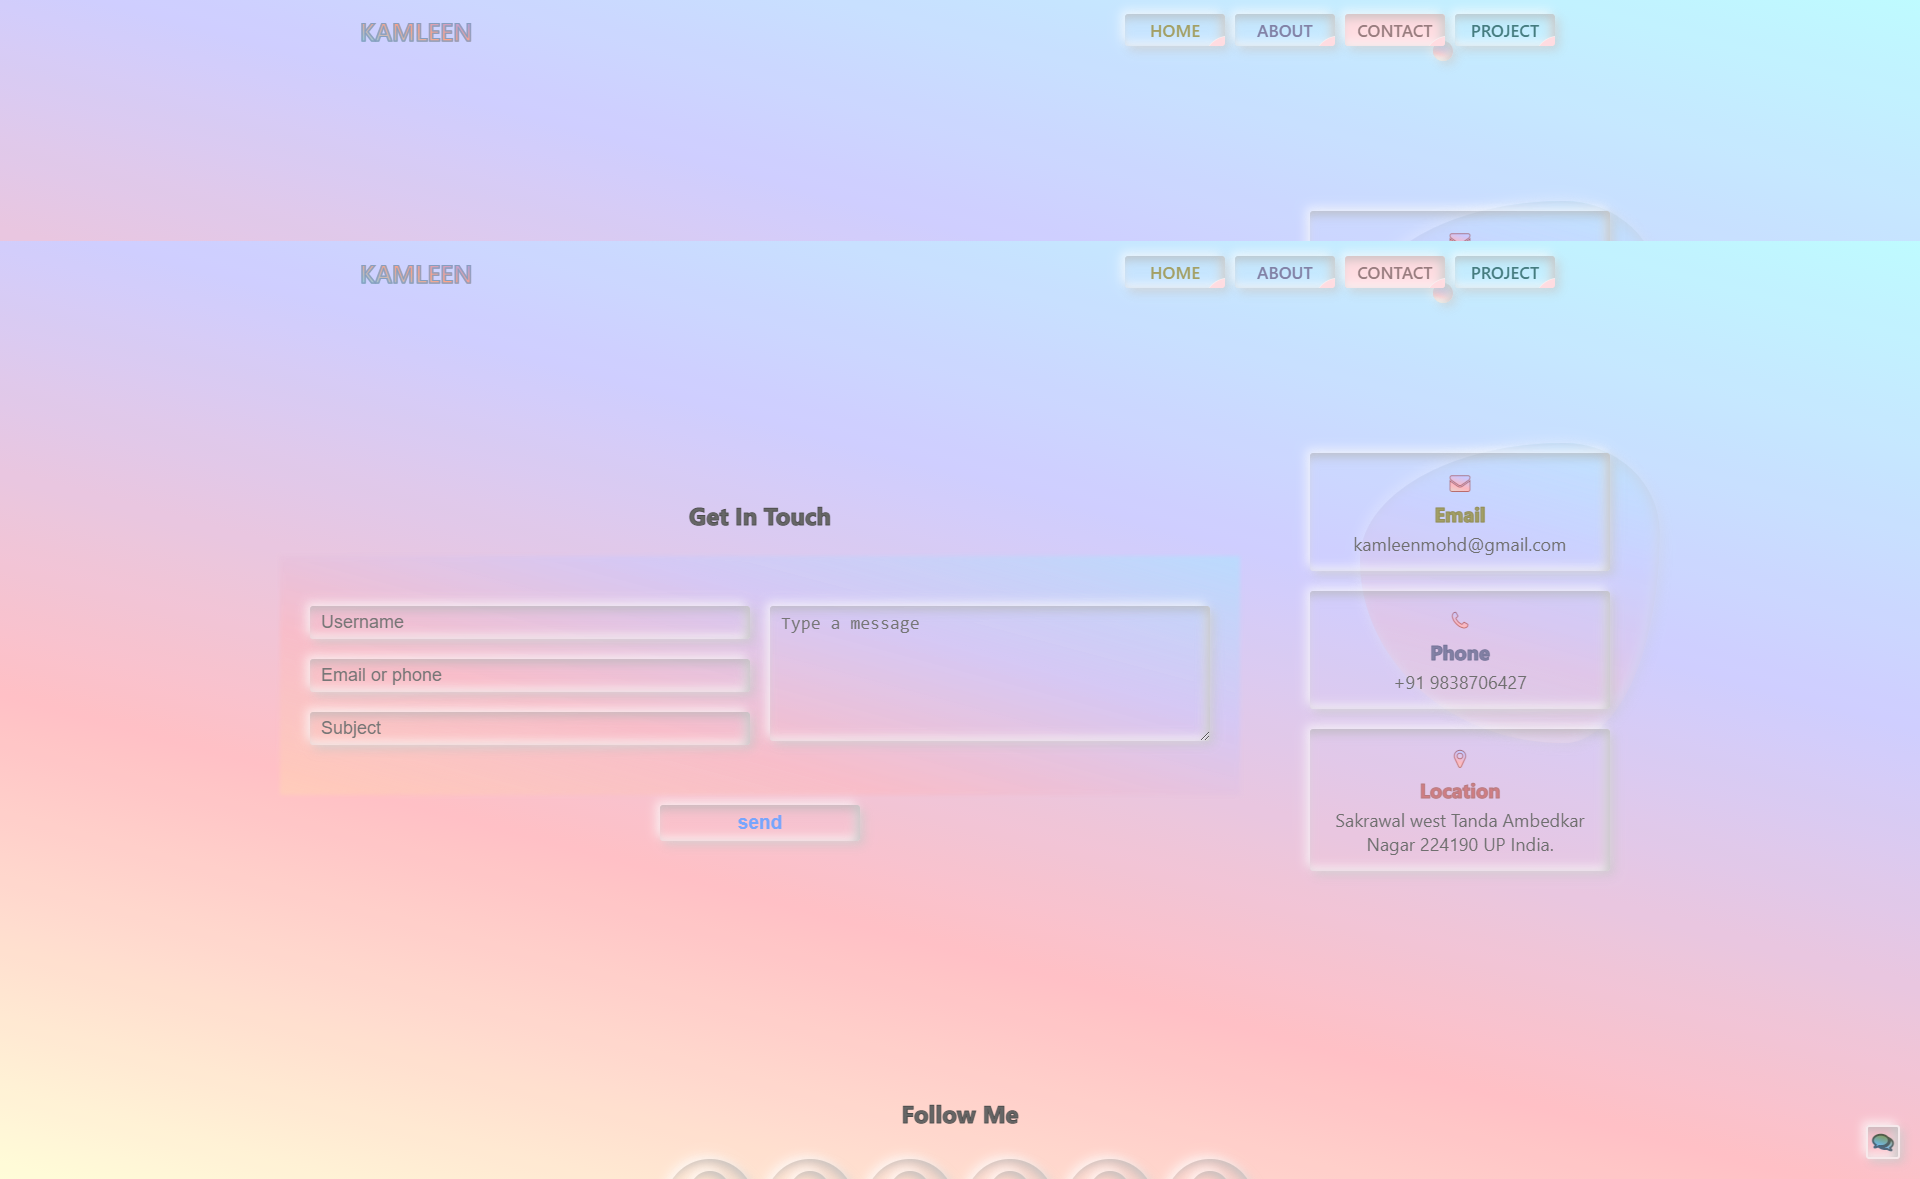 KAMLEEN
HOME ABOUT CONTACT PROJECT
KAMLEEN
HOME ABOUT CONTACT PROJECT
Get In Touch
Username
Email or phone
Subject
Type a message
send
Email
kamleenmohd@gmail.com
Phone
+91 9838706427
Location
Sakrawal west Tanda Ambedkar
Nagar 224190 UP India.
Follow Me